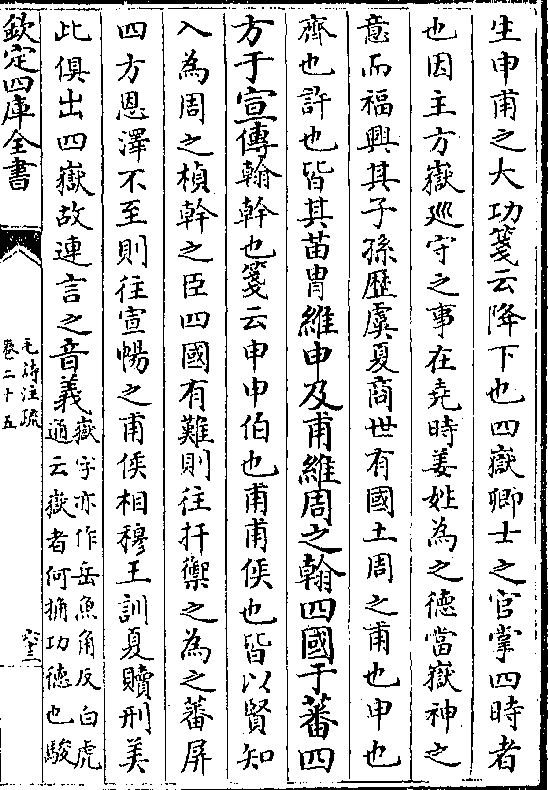 生申甫之大功箋云降下也四嶽卿士之官掌四時者
也因主方嶽廵守之事在堯時姜姓為之德當嶽神之
意而福興其子孫歴虞夏商世有國土周之甫也申也
齊也許也皆其苗胄維申及甫維周之翰四國于蕃四
方于宣傳翰幹也箋云申申伯也甫甫侯也皆以賢知
入為周之楨幹之臣四國有難則往扞禦之為之蕃屏
四方恩澤不至則往宣暢之甫侯相穆王訓夏贖刑美
此俱出四嶽故連言之音義嶽字亦作岳魚角反白虎
通云嶽者何桷功德也駿
欽定四庫全書
毛詩注疏
卷二十五